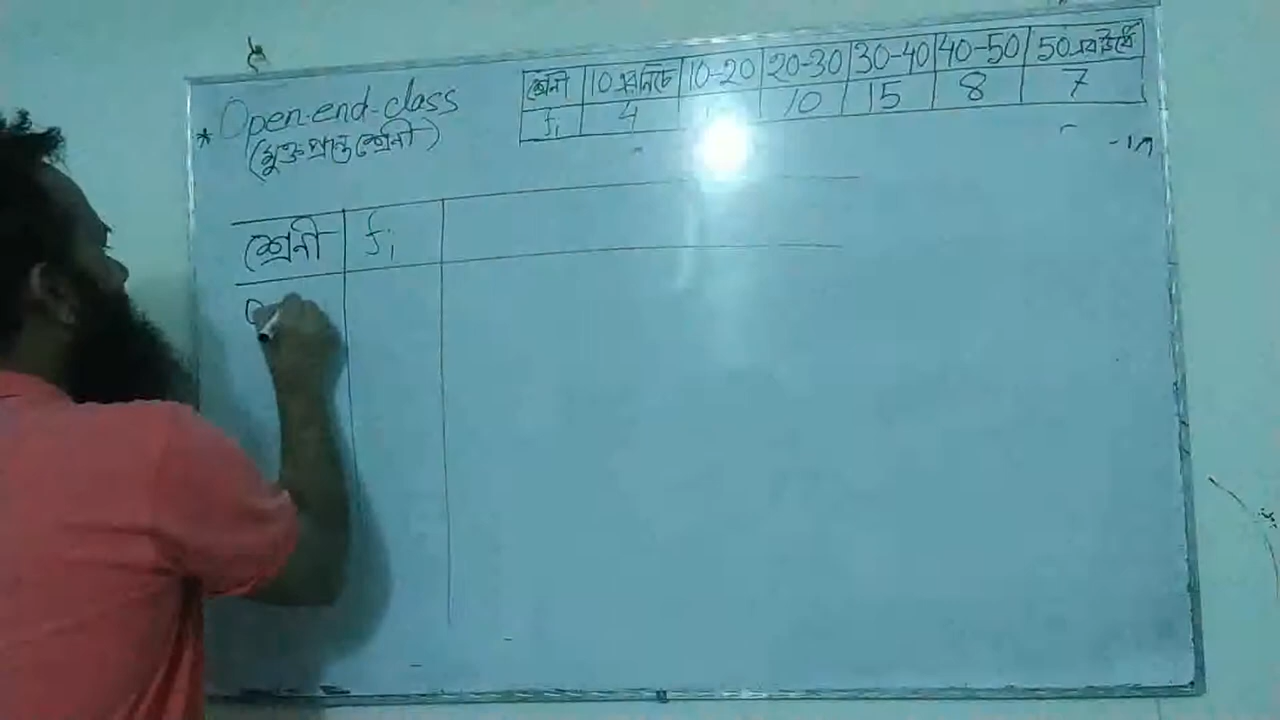 * Open-end-class
(মুক্ত প্রান্ত শ্রেনী)
শ্রেনী 10 এর নিচে 10-20 20-30 30-40 40-50 50 এর উর্ধে
fi 4 10 15 8 7
শ্রেনী fi
0